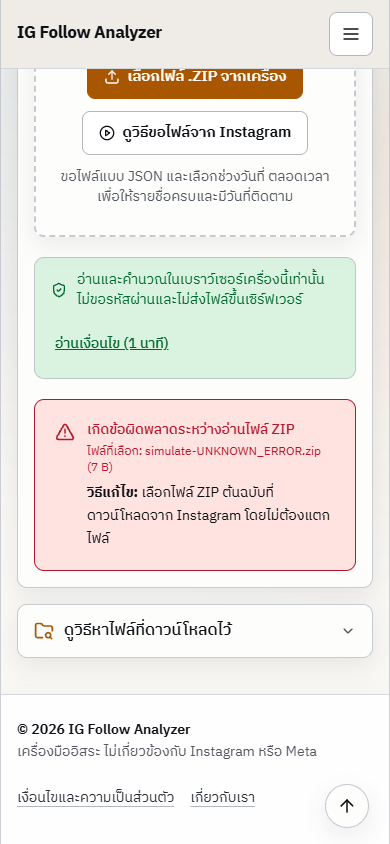 IG Follow Analyzer
เลือกไฟล์ .ZIP จากเครื่อง
ดูวิธีขอไฟล์จาก Instagram
ขอไฟล์แบบ JSON และเลือกช่วงวันที่ ตลอดเวลา
เพื่อให้รายชื่อครบและมีวันที่ติดตาม
อ่านและคำนวณในเบราว์เซอร์เครื่องนี้เท่านั้น
ไม่ขอรหัสผ่านและไม่ส่งไฟล์ขึ้นเซิร์ฟเวอร์
อ่านเงื่อนไข (1 นาที)
เกิดข้อผิดพลาดระหว่างอ่านไฟล์ ZIP
ไฟล์ที่เลือก: simulate-UNKNOWN_ERROR.zip
(7 B)
วิธีแก้ไข: เลือกไฟล์ ZIP ต้นฉบับที่
ดาวน์โหลดจาก Instagram โดยไม่ต้องแตก
ไฟล์
ดูวิธีหาไฟล์ที่ดาวน์โหลดไว้
© 2026 IG Follow Analyzer
เครื่องมืออิสระ ไม่เกี่ยวข้องกับ Instagram หรือ Meta
เงื่อนไขและความเป็นส่วนตัว เกี่ยวกับเรา